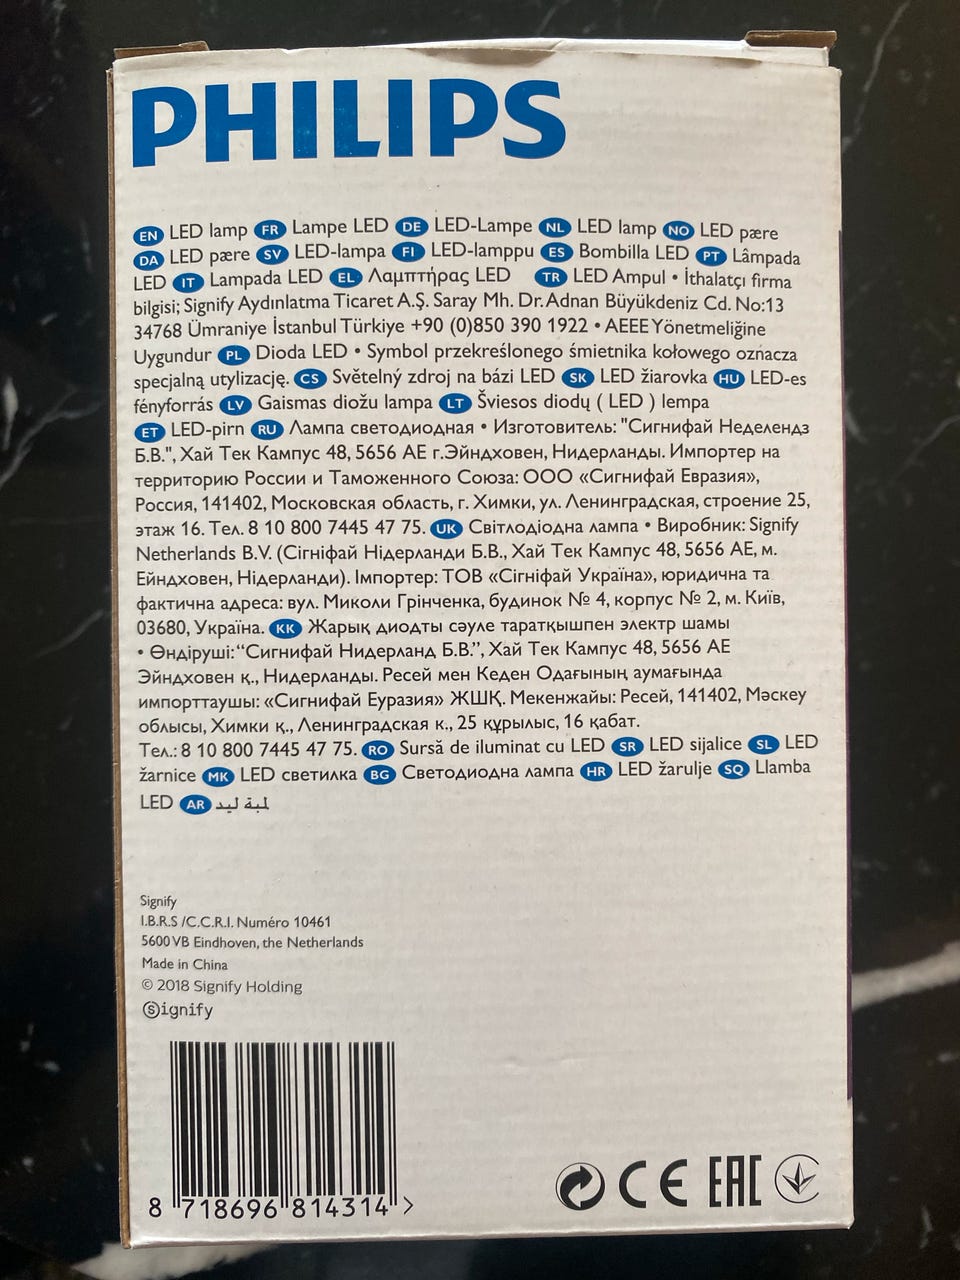 PHILIPS
EN LED lamp FR Lampe LED DE LED-Lampe NL LED lamp NO LED pære
DA LED pære SV LED-lampa FI LED-lamppu ES Bombilla LED PT Lâmpada
LED IT Lampada LED EL Λαμπτήρας LED TR LED Ampul • İthalatçı firma
bilgisi; Signify Aydınlatma Ticaret A.Ş. Saray Mh. Dr. Adnan Büyükdeniz Cd. No:13
34768 Ümraniye İstanbul Türkiye +90 (0)850 390 1922 • AEEE Yönetmeliğine
Uygundur PL Dioda LED • Symbol przekreślonego śmietnika kołowego oznacza
specjalną utylizację. CS Světelný zdroj na bázi LED SK LED žiarovka HU LED-es
fényforrás LV Gaismas diožu lampa LT Šviesos diodų ( LED ) lempa
ET LED-pirn RU Лампа светодиодная • Изготовитель: "Сигнифай Неделендз
Б.В.", Хай Тек Кампус 48, 5656 АЕ г.Эйндховен, Нидерланды. Импортер на
территорию России и Таможенного Союза: ООО «Сигнифай Евразия»,
Россия, 141402, Московская область, г. Химки, ул. Ленинградская, строение 25,
этаж 16. Тел. 8 10 800 7445 47 75. UK Світлодіодна лампа • Виробник: Signify
Netherlands B.V. (Сігніфай Нідерланди Б.В., Хай Тек Кампус 48, 5656 АЕ, м.
Ейндховен, Нідерланди). Імпортер: ТОВ «Сігніфай Україна», юридична та
фактична адреса: вул. Миколи Грінченка, будинок № 4, корпус № 2, м. Київ,
03680, Україна. KK Жарық диодты сәуле таратқышпен электр шамы
• Өндіруші:“Сигнифай Нидерланд Б.В.”, Хай Тек Кампус 48, 5656 АЕ
Эйндховен қ., Нидерланды. Ресей мен Кеден Одағының аумағында
импорттаушы: «Сигнифай Еуразия» ЖШҚ. Мекенжайы: Ресей, 141402, Мәскеу
облысы, Химки қ., Ленинградская к., 25 құрылыс, 16 қабат.
Тел.: 8 10 800 7445 47 75. RO Sursă de iluminat cu LED SR LED sijalice SL LED
žarnice MK LED светилка BG Светодиодна лампа HR LED žarulje SQ Llamba
LED AR لمبة ليد
Signify
I.B.R.S /C.C.R.I. Numéro 10461
5600 VB Eindhoven, the Netherlands
Made in China
© 2018 Signify Holding
Ⓢignify
8 718696 814314 >
CE EAC